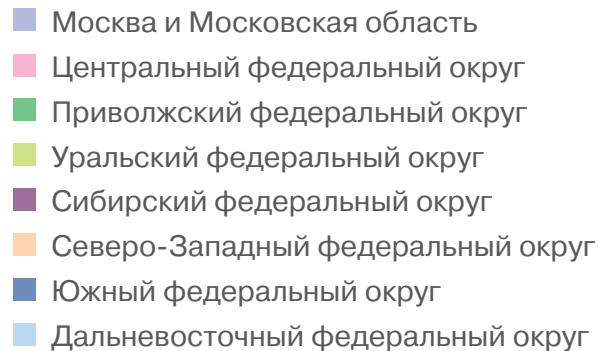 Москва и Московская область
Центральный федеральный округ
Приволжский федеральный округ
Уральский федеральный округ
Сибирский федеральный округ
Северо-Западный федеральный округ
Южный федеральный округ
Дальневосточный федеральный округ